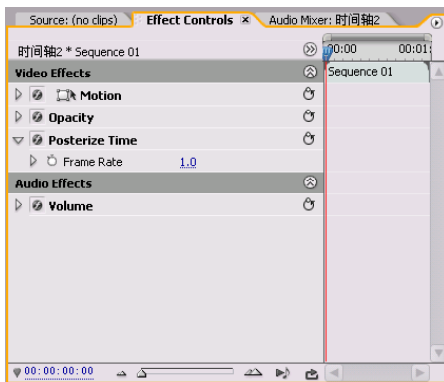 Source: (no clips) Effect Controls Audio Mixer: 时间轴2
时间轴2 * Sequence 01 00:00 00:01:
Video Effects Sequence 01
Motion
Opacity
Posterize Time
Frame Rate 1.0
Audio Effects
Volume
00:00:00:00